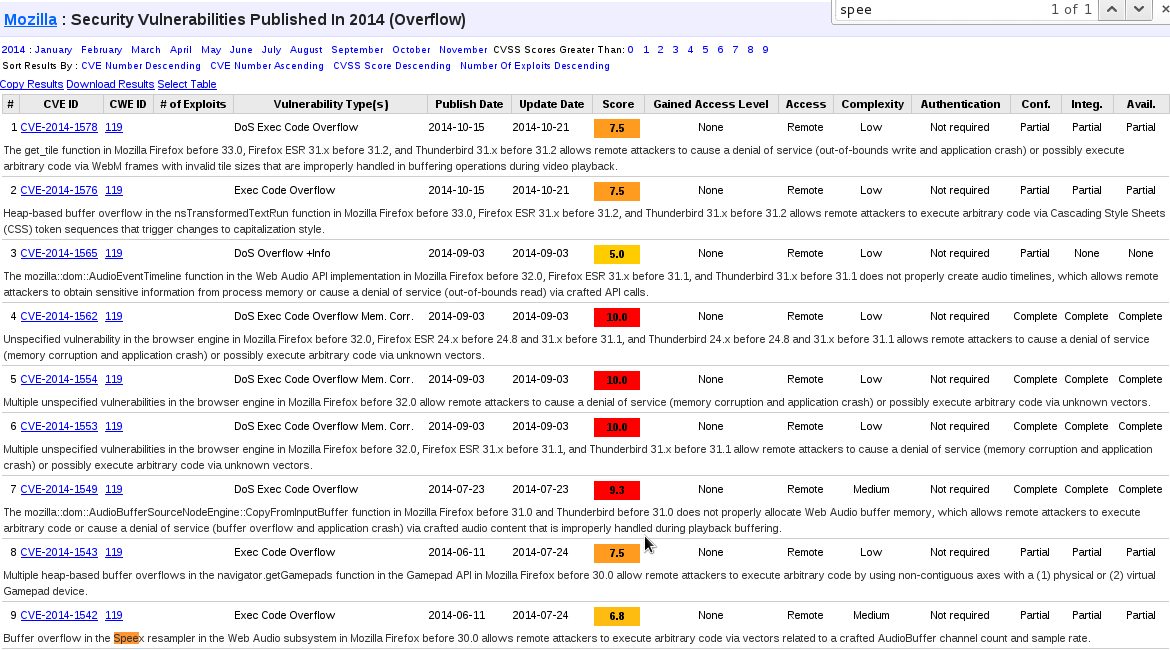 spee 1 of 1
Mozilla : Security Vulnerabilities Published In 2014 (Overflow)
2014 : January February March April May June July August September October November CVSS Scores Greater Than: 0 1 2 3 4 5 6 7 8 9
Sort Results By : CVE Number Descending CVE Number Ascending CVSS Score Descending Number Of Exploits Descending
Copy Results Download Results Select Table
# CVE ID CWE ID # of Exploits Vulnerability Type(s) Publish Date Update Date Score Gained Access Level Access Complexity Authentication Conf. Integ. Avail.
1 CVE-2014-1578 119 DoS Exec Code Overflow 2014-10-15 2014-10-21 7.5 None Remote Low Not required Partial Partial Partial
The get_tile function in Mozilla Firefox before 33.0, Firefox ESR 31.x before 31.2, and Thunderbird 31.x before 31.2 allows remote attackers to cause a denial of service (out-of-bounds write and application crash) or possibly execute
arbitrary code via WebM frames with invalid tile sizes that are improperly handled in buffering operations during video playback.
2 CVE-2014-1576 119 Exec Code Overflow 2014-10-15 2014-10-21 7.5 None Remote Low Not required Partial Partial Partial
Heap-based buffer overflow in the nsTransformedTextRun function in Mozilla Firefox before 33.0, Firefox ESR 31.x before 31.2, and Thunderbird 31.x before 31.2 allows remote attackers to execute arbitrary code via Cascading Style Sheets
(CSS) token sequences that trigger changes to capitalization style.
3 CVE-2014-1565 119 DoS Overflow +Info 2014-09-03 2014-09-03 5.0 None Remote Low Not required Partial None None
The mozilla::dom::AudioEventTimeline function in the Web Audio API implementation in Mozilla Firefox before 32.0, Firefox ESR 31.x before 31.1, and Thunderbird 31.x before 31.1 does not properly create audio timelines, which allows remote
attackers to obtain sensitive information from process memory or cause a denial of service (out-of-bounds read) via crafted API calls.
4 CVE-2014-1562 119 DoS Exec Code Overflow Mem. Corr. 2014-09-03 2014-09-03 10.0 None Remote Low Not required Complete Complete Complete
Unspecified vulnerability in the browser engine in Mozilla Firefox before 32.0, Firefox ESR 24.x before 24.8 and 31.x before 31.1, and Thunderbird 24.x before 24.8 and 31.x before 31.1 allows remote attackers to cause a denial of service
(memory corruption and application crash) or possibly execute arbitrary code via unknown vectors.
5 CVE-2014-1554 119 DoS Exec Code Overflow Mem. Corr. 2014-09-03 2014-09-03 10.0 None Remote Low Not required Complete Complete Complete
Multiple unspecified vulnerabilities in the browser engine in Mozilla Firefox before 32.0 allow remote attackers to cause a denial of service (memory corruption and application crash) or possibly execute arbitrary code via unknown vectors.
6 CVE-2014-1553 119 DoS Exec Code Overflow Mem. Corr. 2014-09-03 2014-09-03 10.0 None Remote Low Not required Complete Complete Complete
Multiple unspecified vulnerabilities in the browser engine in Mozilla Firefox before 32.0, Firefox ESR 31.x before 31.1, and Thunderbird 31.x before 31.1 allow remote attackers to cause a denial of service (memory corruption and application
crash) or possibly execute arbitrary code via unknown vectors.
7 CVE-2014-1549 119 DoS Exec Code Overflow 2014-07-23 2014-07-23 9.3 None Remote Medium Not required Complete Complete Complete
The mozilla::dom::AudioBufferSourceNodeEngine::CopyFromInputBuffer function in Mozilla Firefox before 31.0 and Thunderbird before 31.0 does not properly allocate Web Audio buffer memory, which allows remote attackers to execute
arbitrary code or cause a denial of service (buffer overflow and application crash) via crafted audio content that is improperly handled during playback buffering.
8 CVE-2014-1543 119 Exec Code Overflow 2014-06-11 2014-07-24 7.5 None Remote Low Not required Partial Partial Partial
Multiple heap-based buffer overflows in the navigator.getGamepads function in the Gamepad API in Mozilla Firefox before 30.0 allow remote attackers to execute arbitrary code by using non-contiguous axes with a (1) physical or (2) virtual
Gamepad device.
9 CVE-2014-1542 119 Exec Code Overflow 2014-06-11 2014-07-24 6.8 None Remote Medium Not required Partial Partial Partial
Buffer overflow in the Speex resampler in the Web Audio subsystem in Mozilla Firefox before 30.0 allows remote attackers to execute arbitrary code via vectors related to a crafted AudioBuffer channel count and sample rate.